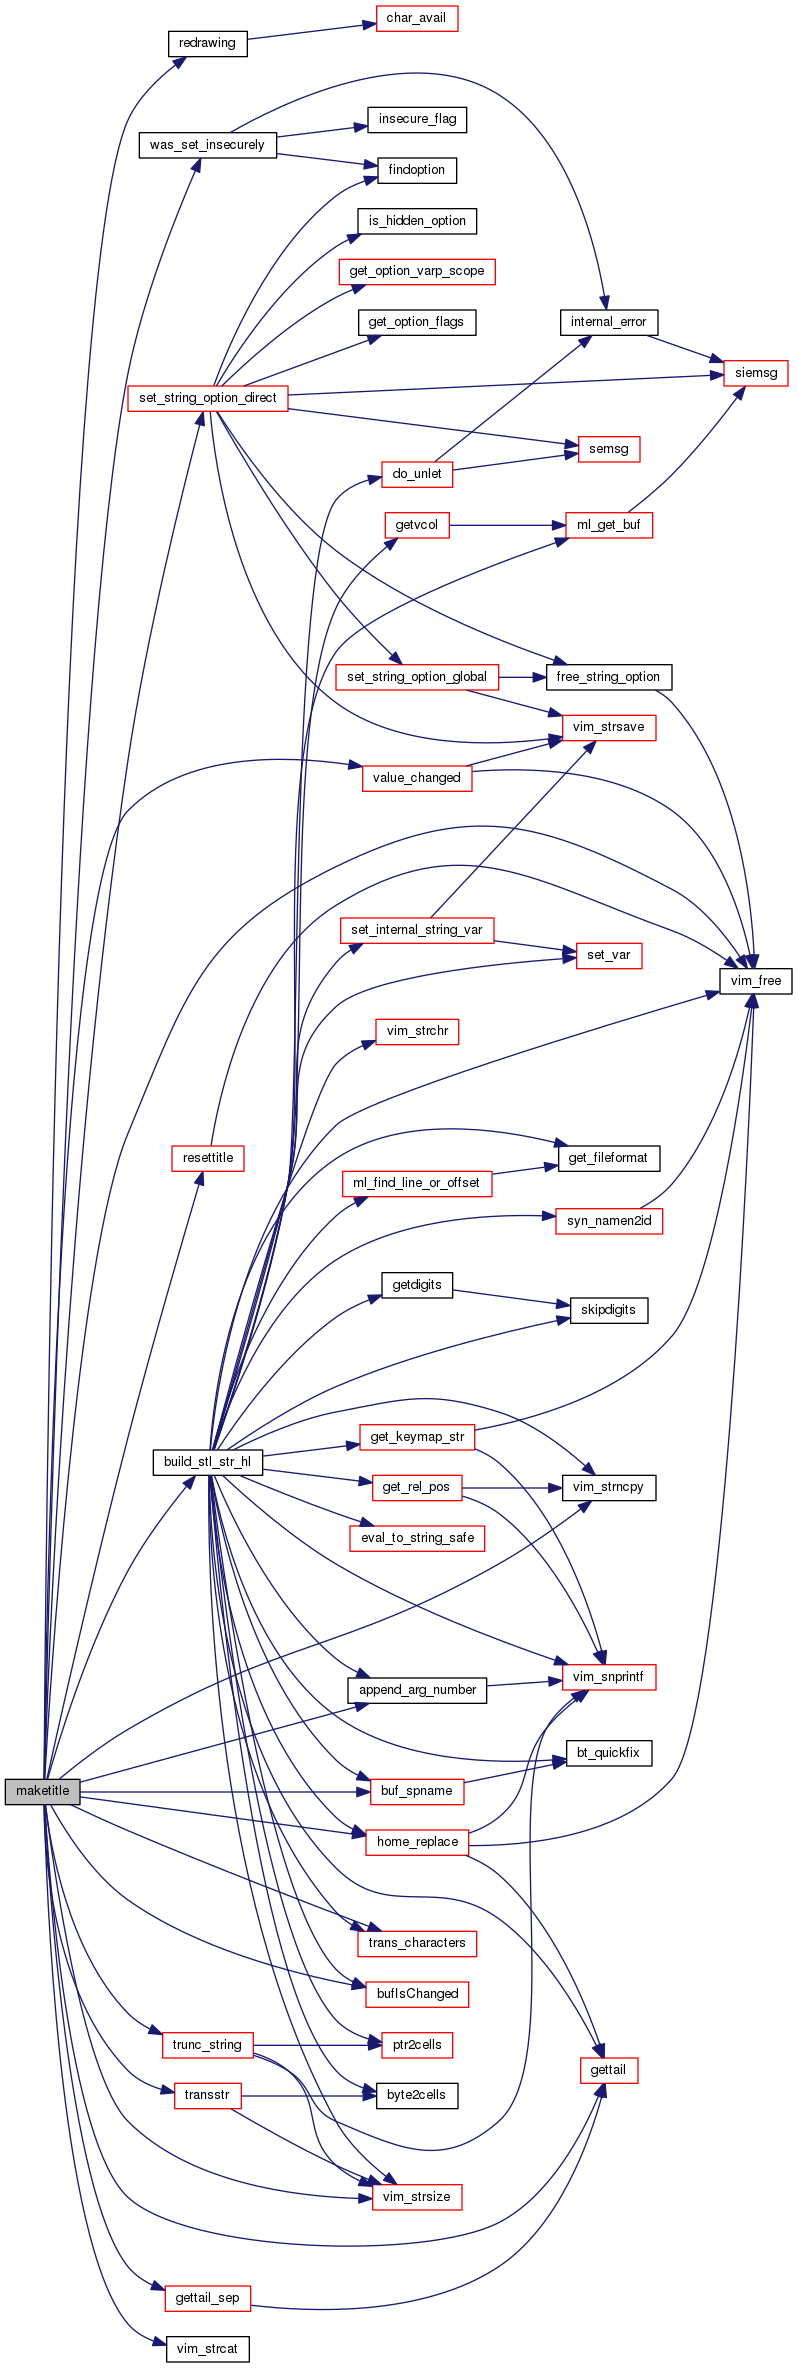 char_avail
redrawing
insecure_flag
was_set_insecurely
findoption
is_hidden_option
get_option_varp_scope
get_option_flags
internal_error
siemsg
set_string_option_direct
semsg
do_unlet
getvcol
ml_get_buf
set_string_option_global
free_string_option
vim_strsave
value_changed
set_internal_string_var
set_var
vim_free
vim_strchr
resettitle
get_fileformat
ml_find_line_or_offset
syn_namen2id
getdigits
skipdigits
get_keymap_str
build_stl_str_hl
get_rel_pos
vim_strncpy
eval_to_string_safe
vim_snprintf
append_arg_number
bt_quickfix
maketitle
buf_spname
home_replace
trans_characters
bufIsChanged
trunc_string
ptr2cells
gettail
transstr
byte2cells
vim_strsize
gettail_sep
vim_strcat